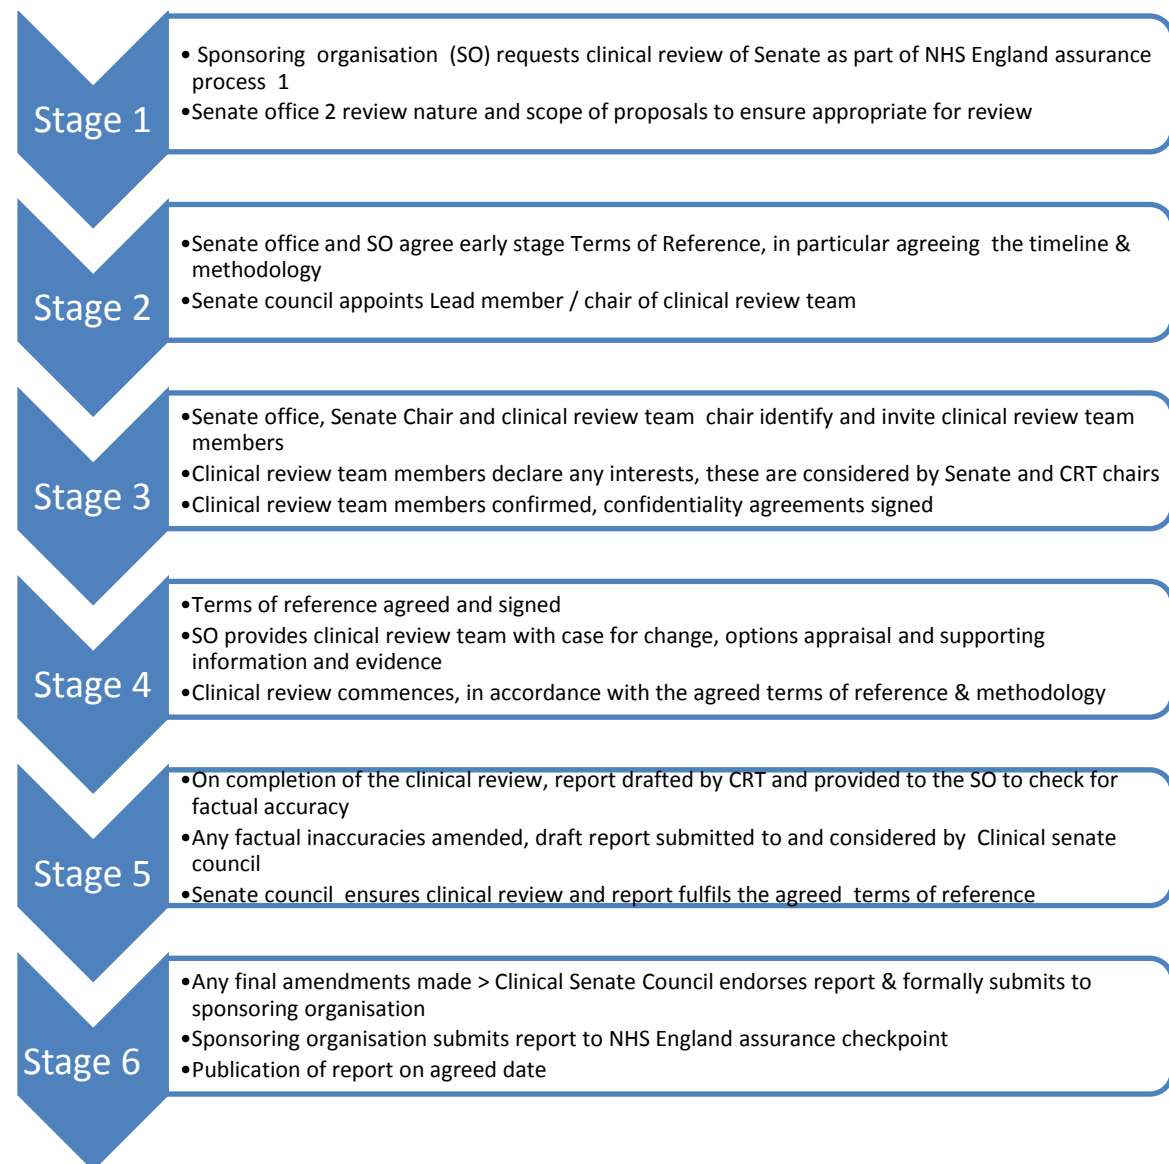 Stage 1
• Sponsoring organisation (SO) requests clinical review of Senate as part of NHS England assurance
process 1
•Senate office 2 review nature and scope of proposals to ensure appropriate for review
Stage 2
•Senate office and SO agree early stage Terms of Reference, in particular agreeing the timeline &
methodology
•Senate council appoints Lead member / chair of clinical review team
Stage 3
•Senate office, Senate Chair and clinical review team chair identify and invite clinical review team
members
•Clinical review team members declare any interests, these are considered by Senate and CRT chairs
•Clinical review team members confirmed, confidentiality agreements signed
Stage 4
•Terms of reference agreed and signed
•SO provides clinical review team with case for change, options appraisal and supporting
information and evidence
•Clinical review commences, in accordance with the agreed terms of reference & methodology
Stage 5
•On completion of the clinical review, report drafted by CRT and provided to the SO to check for
factual accuracy
•Any factual inaccuracies amended, draft report submitted to and considered by Clinical senate
council
•Senate council ensures clinical review and report fulfils the agreed terms of reference
Stage 6
•Any final amendments made > Clinical Senate Council endorses report & formally submits to
sponsoring organisation
•Sponsoring organisation submits report to NHS England assurance checkpoint
•Publication of report on agreed date